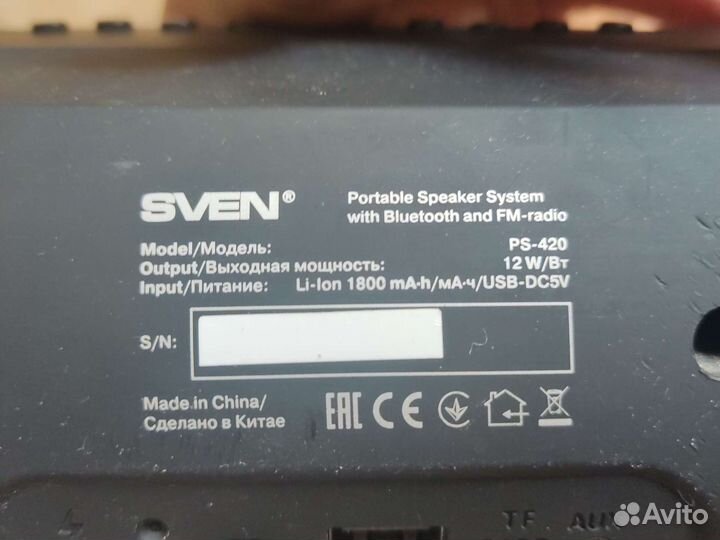 SVEN®
Portable Speaker System
with Bluetooth and FM-radio
Model/Модель: PS-420
Output/Выходная мощность: 12 W/Вт
Input/Питание: Li-Ion 1800 mA·h/мА·ч/USB-DC5V
S/N:
Made in China/
Сделано в Китае
EAC CE
TF AUX
Avito